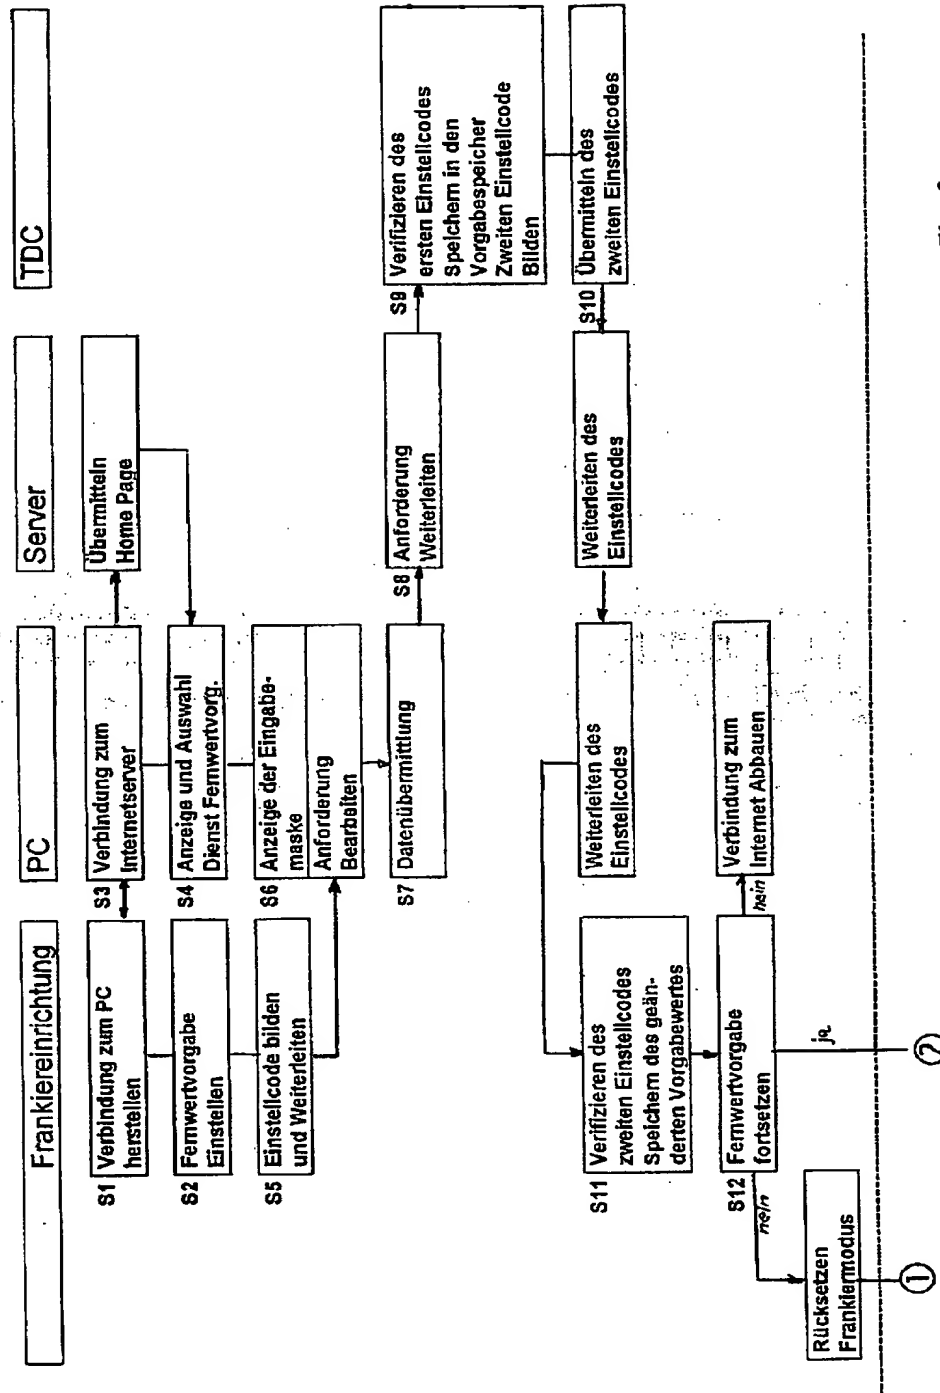 Frankiereinrichtung
PC
Server
TDC
S1 Verbindung zum PC
herstellen
S3 Verbindung zum
Internetserver
Übermitteln
Home Page
S2 Fernwertvorgabe
Einstellen
S4 Anzeige und Auswahl
Dienst Fernwertvorg.
S5 Einstellcode bilden
und Weiterleiten
S6 Anzeige der Eingabe-
maske
Anforderung
Bearbeiten
S7 Datenübermittlung
S8 Anforderung
Weiterleiten
S9 Verifizieren des
ersten Einstellcodes
Speichern in den
Vorgabespeicher
Zweiten Einstellcode
Bilden
S10 Übermitteln des
zweiten Einstellcodes
Weiterleiten des
Einstellcodes
Weiterleiten des
Einstellcodes
S11 Verifizieren des
zweiten Einstellcodes
Speichern des geän-
derten Vorgabewertes
S12 Fernwertvorgabe
fortsetzen
nein
Verbindung zum
Internet Abbauen
nein
ja
Rücksetzen
Frankiermodus
1
2